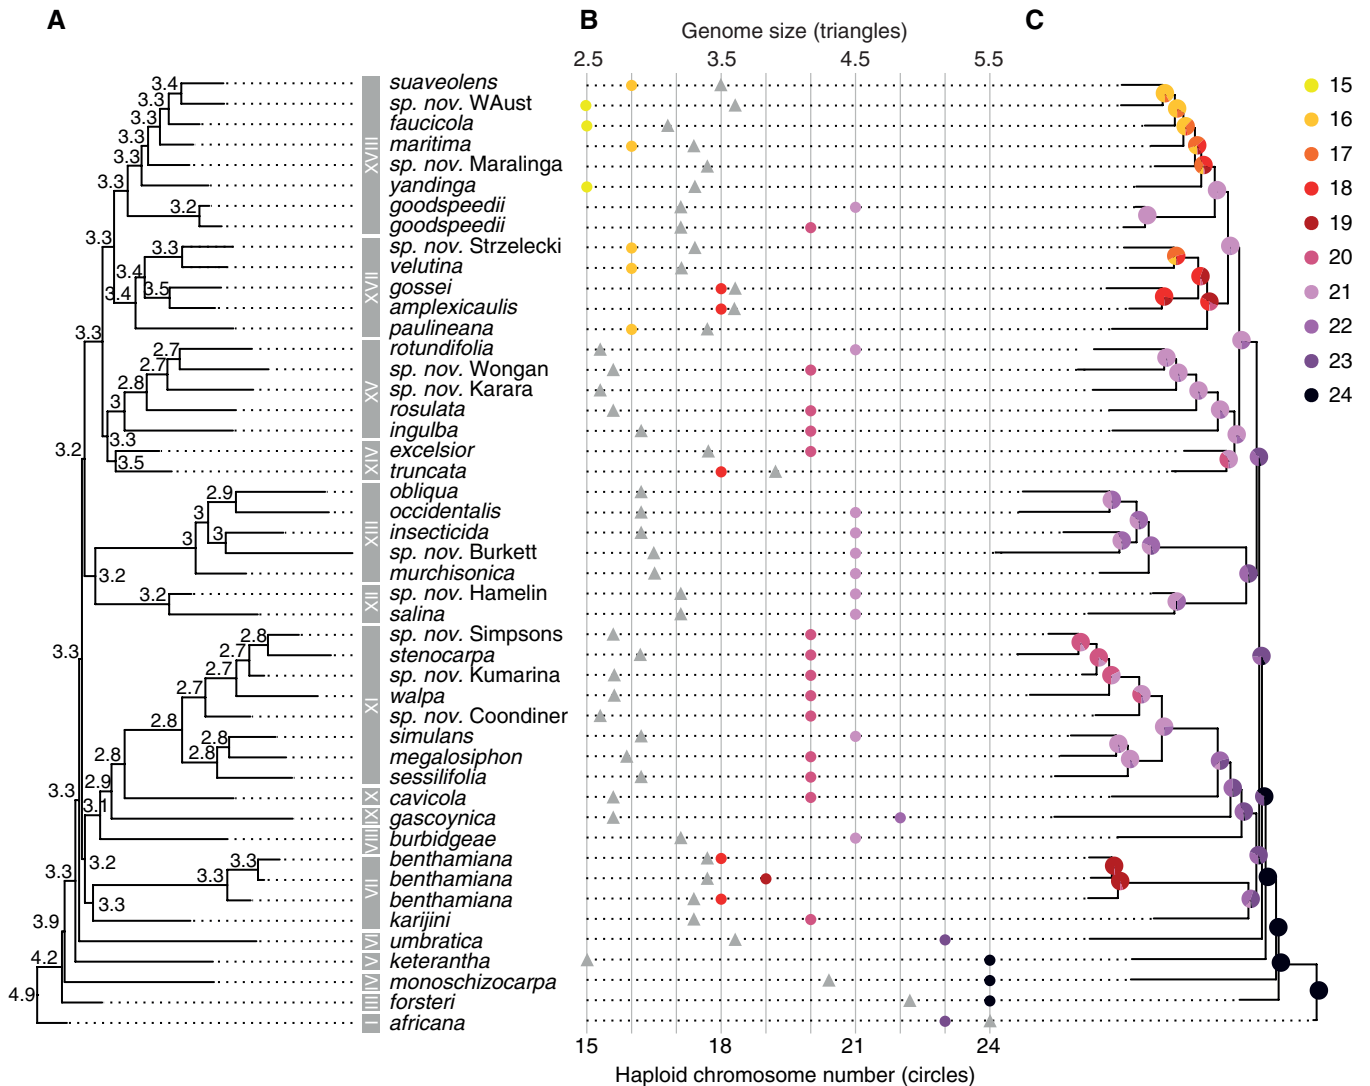 A
B
C
Genome size (triangles)
2.5 3.5 4.5 5.5
suaveolens
sp. nov. WAust
faucicola
maritima
sp. nov. Maralinga
yandinga
goodspeedii
goodspeedii
sp. nov. Strzelecki
velutina
gossei
amplexicaulis
paulineana
rotundifolia
sp. nov. Wongan
sp. nov. Karara
rosulata
ingulba
excelsior
truncata
obliqua
occidentalis
insecticida
sp. nov. Burkett
murchisonica
sp. nov. Hamelin
salina
sp. nov. Simpsons
stenocarpa
sp. nov. Kumarina
walpa
sp. nov. Coondiner
simulans
megalosiphon
sessilifolia
cavicola
gascoynica
burbidgeae
benthamiana
benthamiana
benthamiana
karijini
umbratica
keterantha
monoschizocarpa
forsteri
africana
XVIII
XVII
XV
XIV
XIII
XII
XI
X
IX
VIII
VII
VI
V
IV
III
I
3.4
3.3
3.3
3.3
3.3
3.3
3.2
3.3
3.3
3.4
3.5
3.4
3.3
2.7
2.7
2.8
3
3.3
3.5
3.2
2.9
3
3
3
3.2
3.2
3.3
2.8
2.7
2.7
2.8
2.8
2.8
2.8
2.9
3.1
3.3
3.2
3.3
3.3
3.3
3.3
3.9
4.2
4.9
15
16
17
18
19
20
21
22
23
24
15 18 21 24
Haploid chromosome number (circles)